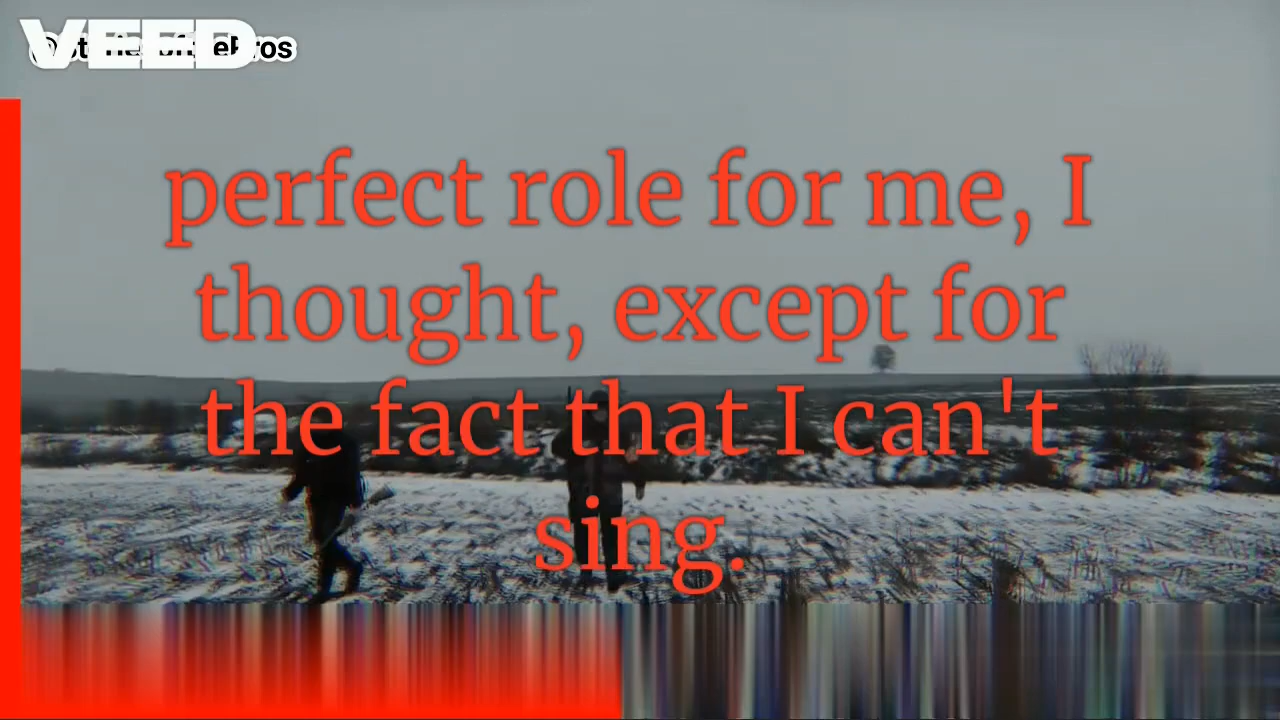 VEED
perfect role for me, I
thought, except for
the fact that I can't
sing.